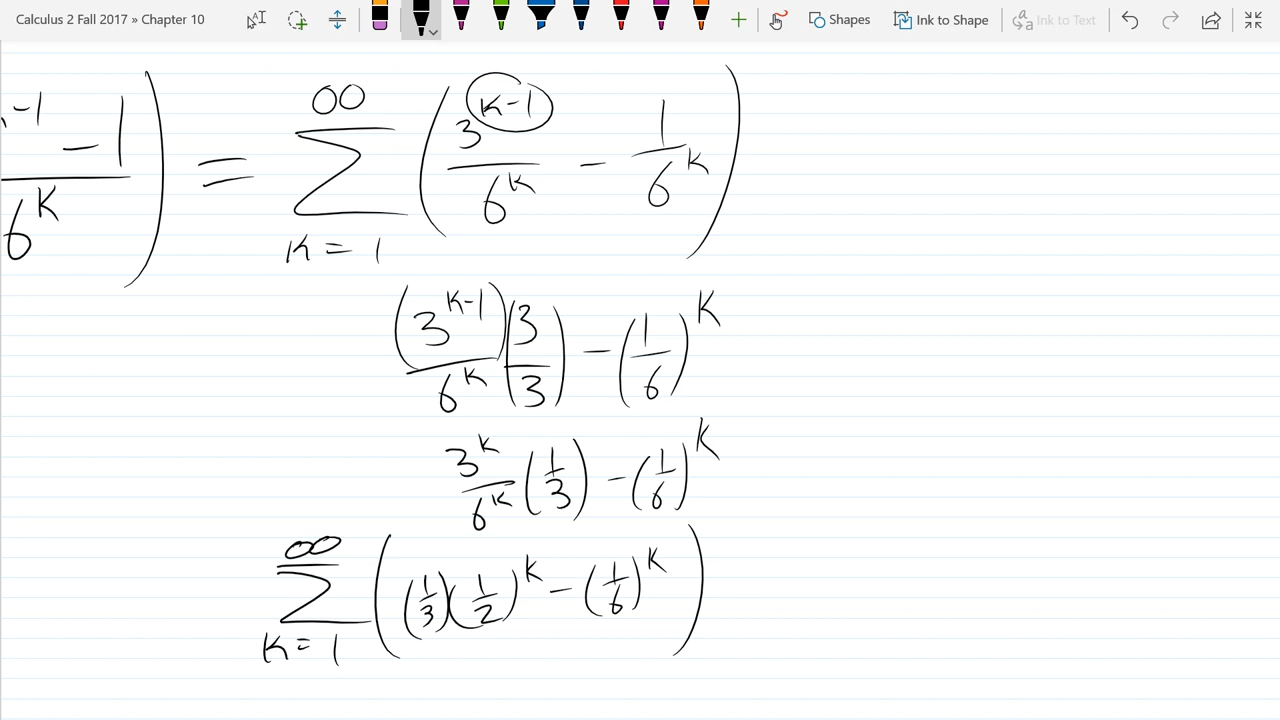 Calculus 2 Fall 2017 » Chapter 10
Shapes Ink to Shape Ink to Text
(3^{k-1} - 1)/6^k ) = ∑_{k=1}^{∞} ( 3^{k-1}/6^k - 1/6^k )
(3^{k-1})/6^k (3/3) - (1/6)^k
3^k/6^k (1/3) - (1/6)^k
∑_{k=1}^{∞} ( (1/3)(1/2)^k - (1/6)^k )